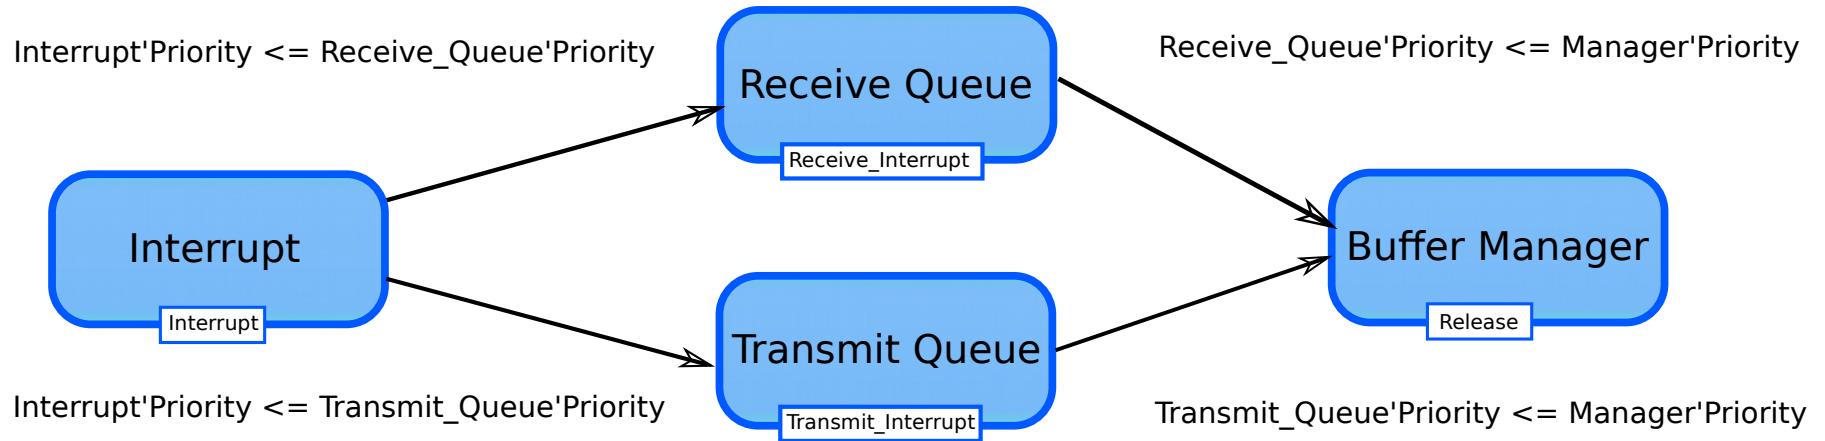 Interrupt'Priority <= Receive_Queue'Priority
Receive_Queue'Priority <= Manager'Priority
Receive Queue
Receive_Interrupt
Interrupt
Interrupt
Buffer Manager
Release
Transmit Queue
Transmit_Interrupt
Interrupt'Priority <= Transmit_Queue'Priority
Transmit_Queue'Priority <= Manager'Priority